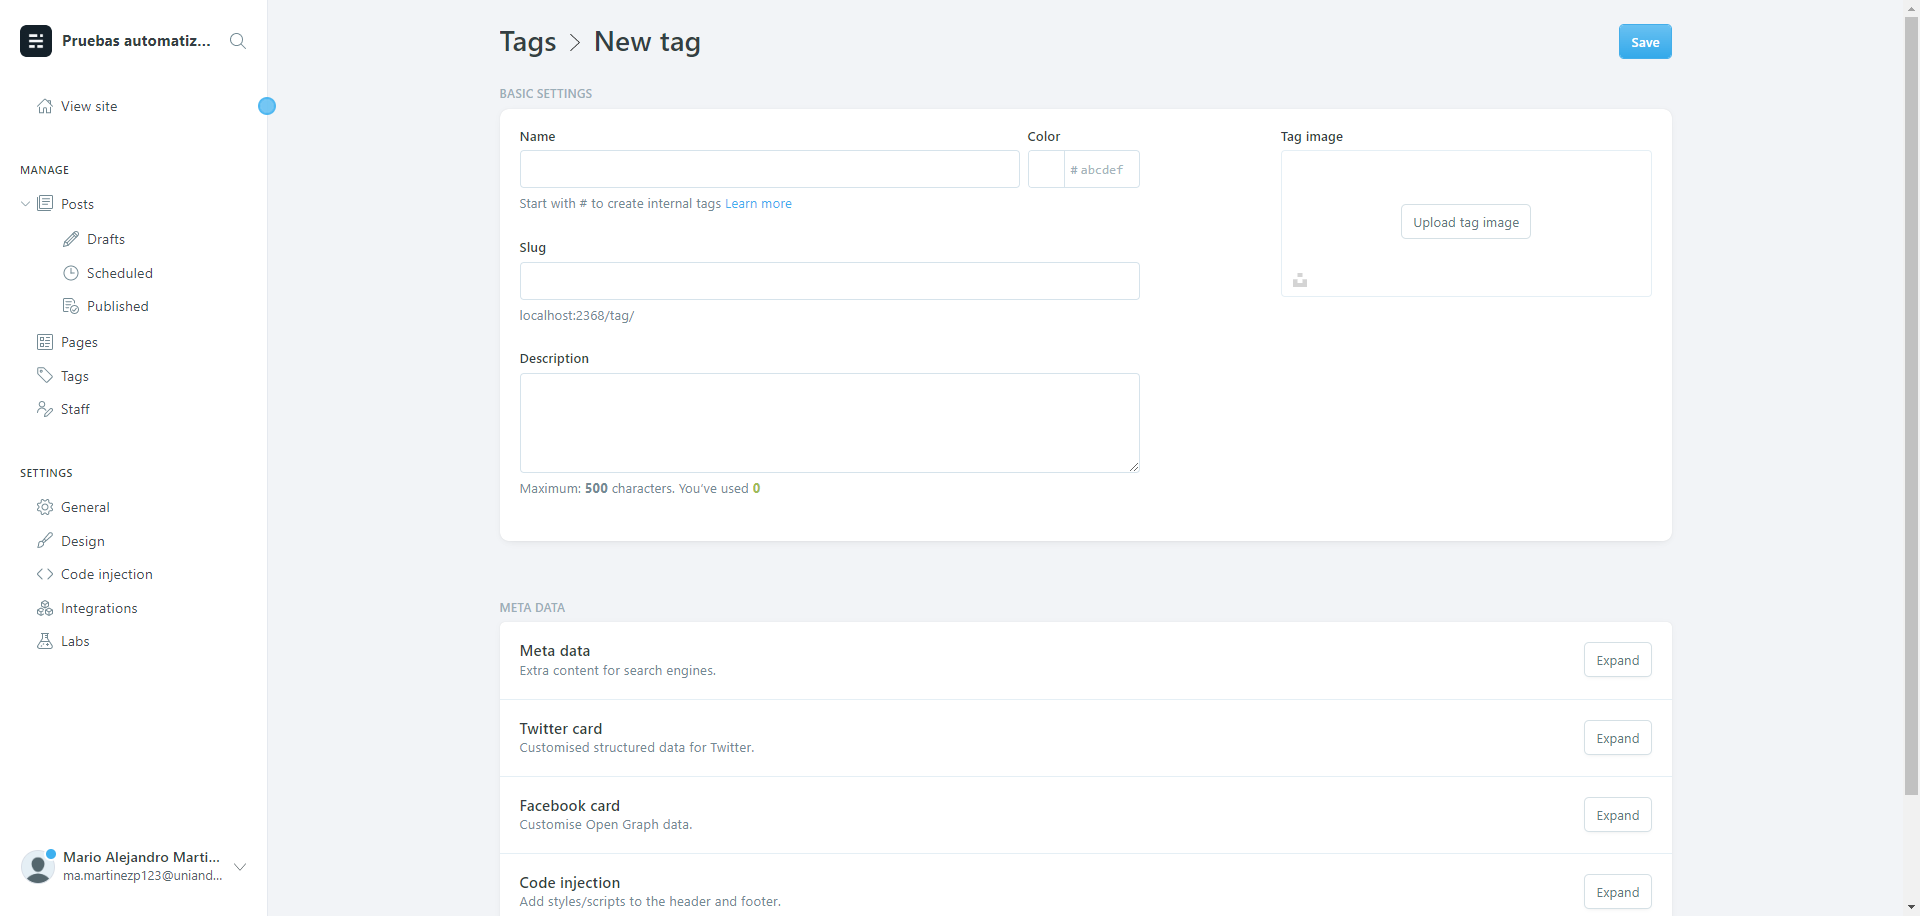 Pruebas automatiz...
View site
MANAGE
Posts
Drafts
Scheduled
Published
Pages
Tags
Staff
SETTINGS
General
Design
Code injection
Integrations
Labs
Mario Alejandro Marti...
ma.martinezp123@uniand...
Tags > New tag
Save
BASIC SETTINGS
Name
Color
# abcdef
Start with # to create internal tags Learn more
Slug
localhost:2368/tag/
Description
Maximum: 500 characters. You've used 0
Tag image
Upload tag image
META DATA
Meta data
Extra content for search engines.
Expand
Twitter card
Customised structured data for Twitter.
Expand
Facebook card
Customise Open Graph data.
Expand
Code injection
Add styles/scripts to the header and footer.
Expand